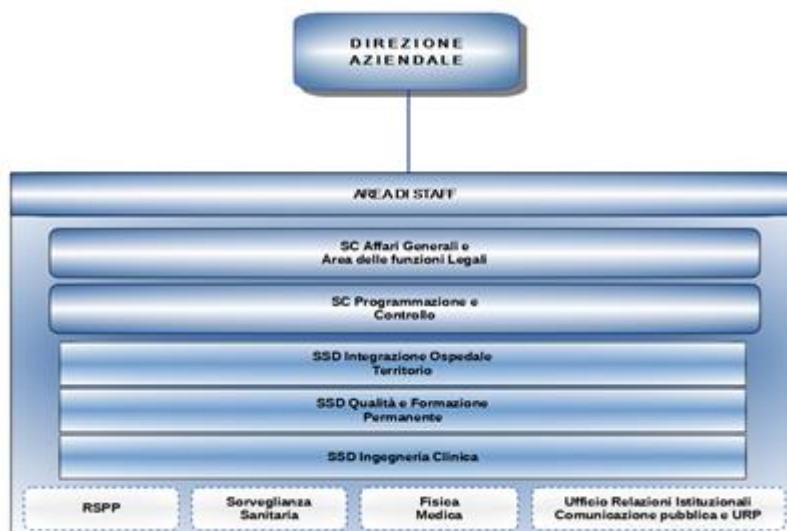 DIREZIONE
AZIENDALE
AREA DI STAFF
SC Affari Generali e
Area delle funzioni Legali
SC Programmazione e
Controllo
SSD Integrazione Ospedale
Territorio
SSD Qualità e Formazione
Permanente
SSD Ingegneria Clinica
RSPP
Sorveglianza
Sanitaria
Fisica
Medica
Ufficio Relazioni Istituzionali
Comunicazione pubblica e URP